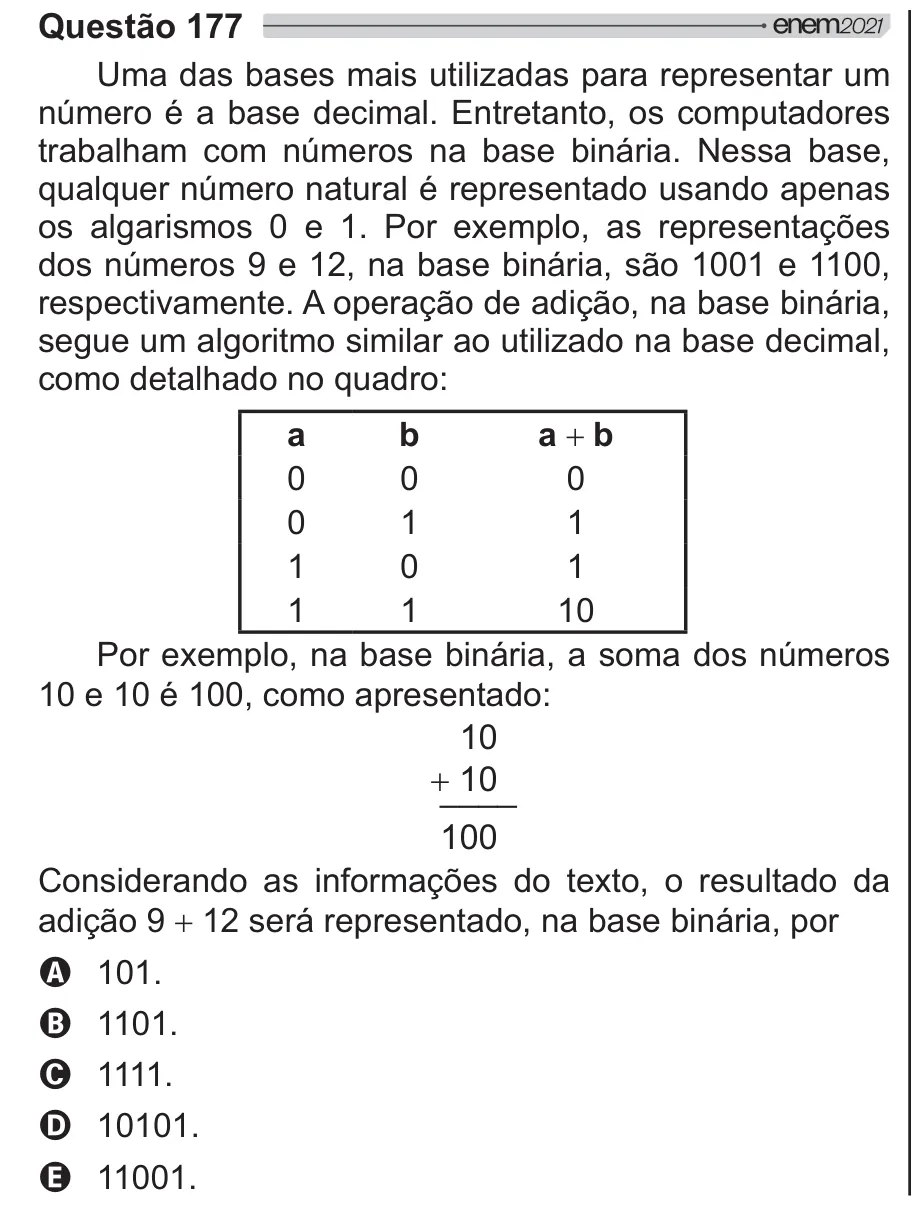 Questão 177 enem2021
Uma das bases mais utilizadas para representar um
número é a base decimal. Entretanto, os computadores
trabalham com números na base binária. Nessa base,
qualquer número natural é representado usando apenas
os algarismos 0 e 1. Por exemplo, as representações
dos números 9 e 12, na base binária, são 1001 e 1100,
respectivamente. A operação de adição, na base binária,
segue um algoritmo similar ao utilizado na base decimal,
como detalhado no quadro:
a b a + b
0 0 0
0 1 1
1 0 1
1 1 10
Por exemplo, na base binária, a soma dos números
10 e 10 é 100, como apresentado:
10
+ 10
100
Considerando as informações do texto, o resultado da
adição 9 + 12 será representado, na base binária, por
A 101.
B 1101.
C 1111.
D 10101.
E 11001.